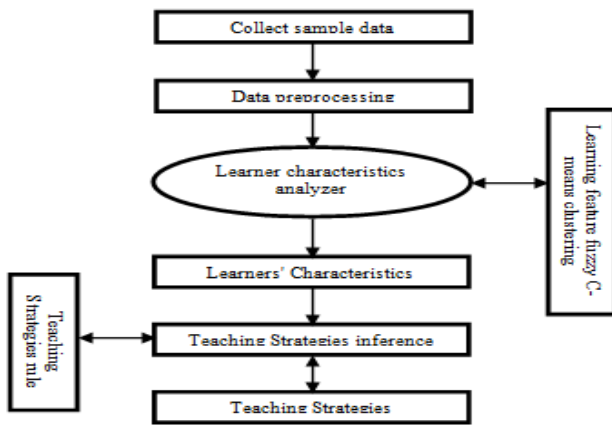 Collect sample data
Data preprocessing
Learner characteristics
analyzer
Learning feature fuzzy C-
means clustering
Learners' Characteristics
Teaching
Strategies rule
Teaching Strategies inference
Teaching Strategies